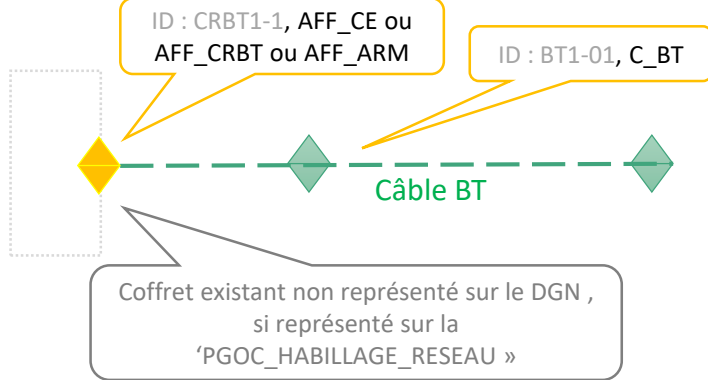 ID : CRBT1-1, AFF_CE ou
AFF_CRBT ou AFF_ARM
ID : BT1-01, C_BT
Câble BT
Coffret existant non représenté sur le DGN ,
si représenté sur la
‘PGOC_HABILLAGE_RESEAU »